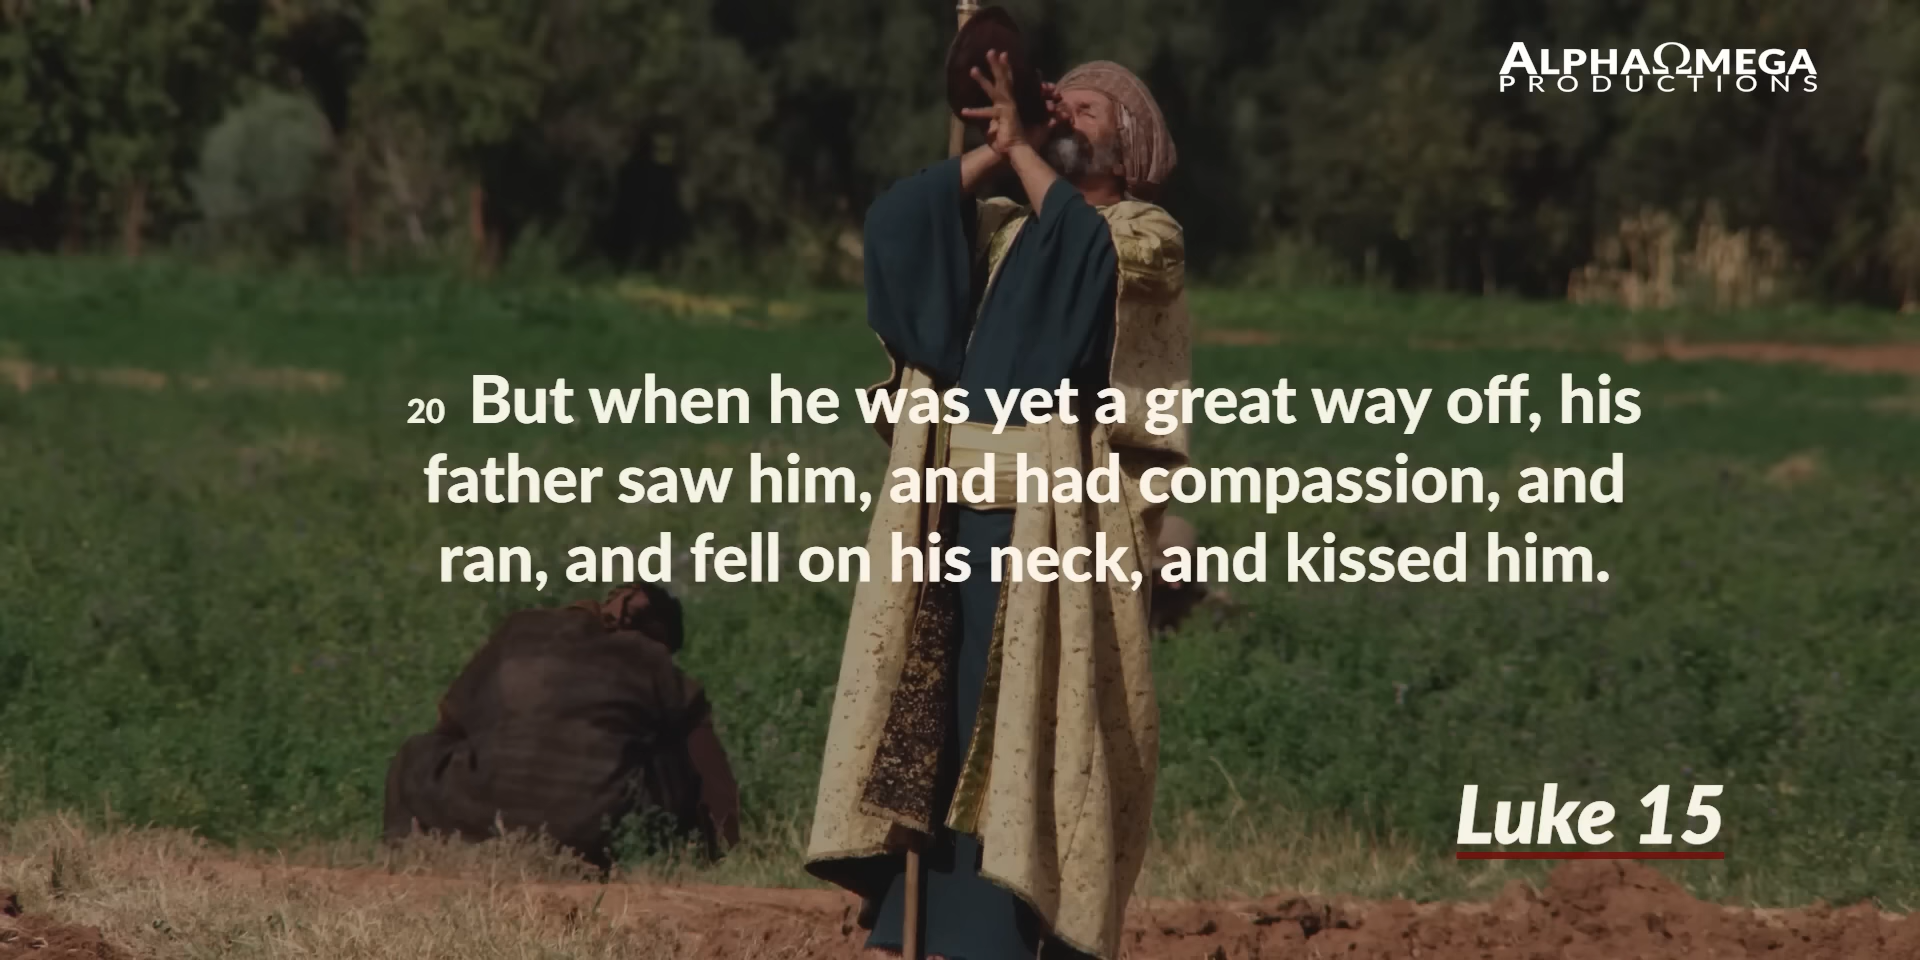 ALPHAΩMEGA
PRODUCTIONS
20 But when he was yet a great way off, his
father saw him, and had compassion, and
ran, and fell on his neck, and kissed him.
Luke 15